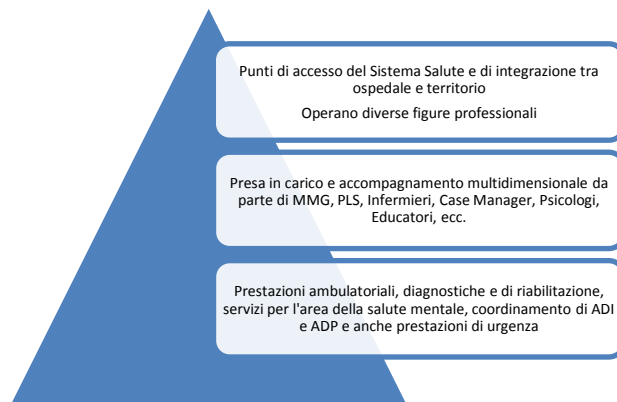 Punti di accesso del Sistema Salute e di integrazione tra
ospedale e territorio
Operano diverse figure professionali
Presa in carico e accompagnamento multidimensionale da
parte di MMG, PLS, Infermieri, Case Manager, Psicologi,
Educatori, ecc.
Prestazioni ambulatoriali, diagnostiche e di riabilitazione,
servizi per l'area della salute mentale, coordinamento di ADI
e ADP e anche prestazioni di urgenza